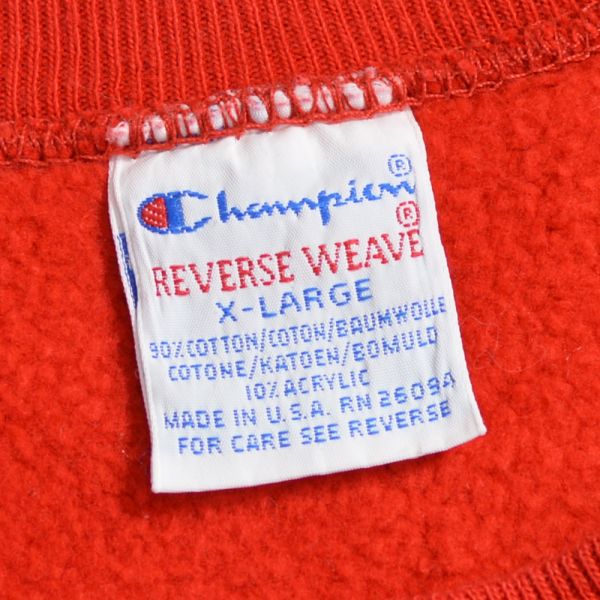 Champion®
REVERSE WEAVE®
X-LARGE
90% COTTON/COTON/BAUMWOLLE
COTONE/KATOEN/BOMULD
10% ACRYLIC
MADE IN U.S.A. RN 26094
FOR CARE SEE REVERSE